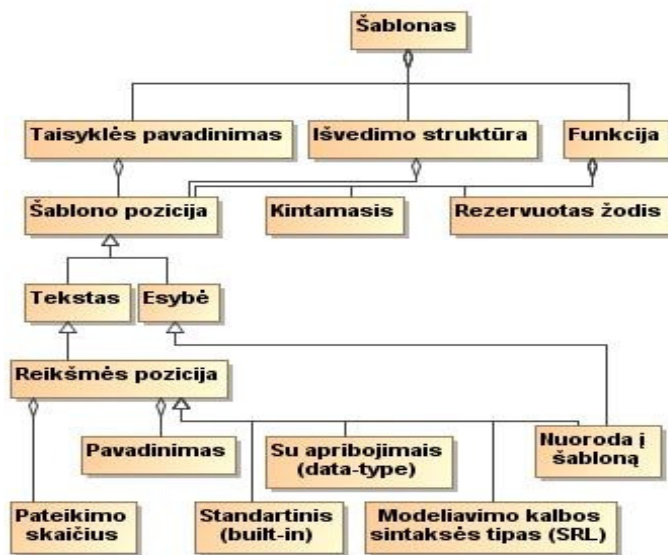 Šablonas
Taisyklės pavadinimas
Išvedimo struktūra
Funkcija
Šablono pozicija
Kintamasis
Rezervuotas žodis
Tekstas
Esybė
Reikšmės pozicija
Pavadinimas
Su apribojimais
(data-type)
Nuoroda į
šabloną
Pateikimo
skaičius
Standartinis
(built-in)
Modeliavimo kalbos
sintaksės tipas (SRL)